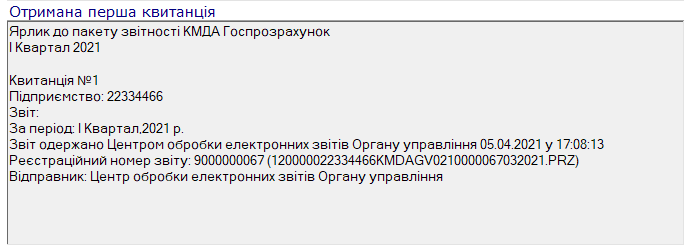 Отримана перша квитанція
Ярлик до пакету звітності КМДА Госпрозрахунок
І Квартал 2021
Квитанція №1
Підприємство: 22334466
Звіт:
За період: І Квартал,2021 р.
Звіт одержано Центром обробки електронних звітів Органу управління 05.04.2021 у 17:08:13
Реєстраційний номер звіту: 9000000067 (120000022334466KMDAGV0210000067032021.PRZ)
Відправник: Центр обробки електронних звітів Органу управління